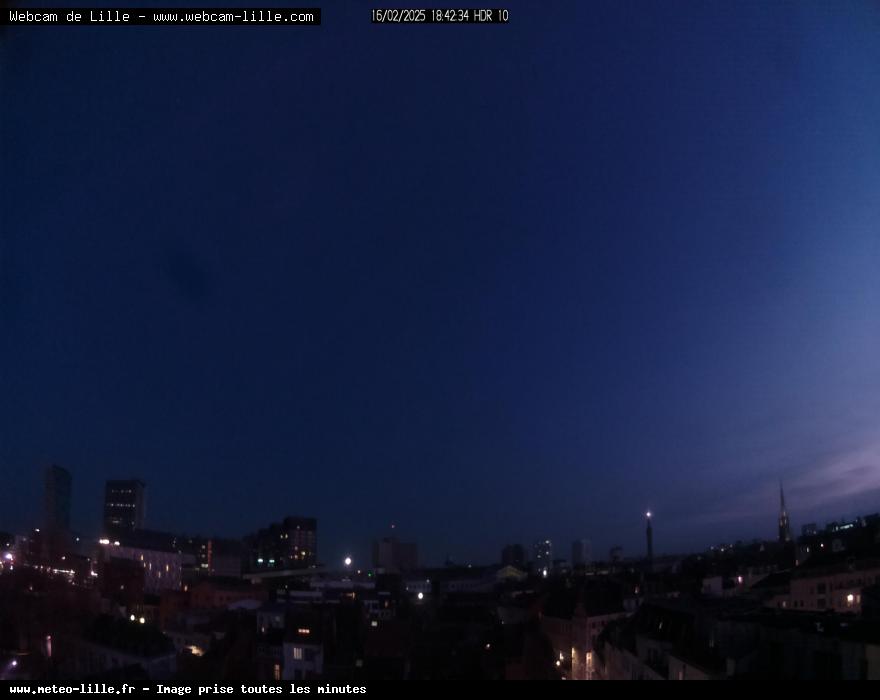 Webcam de Lille - www.webcam-lille.com
16/02/2025 18:42:34 HDR 10
www.meteo-lille.fr - Image prise toutes les minutes